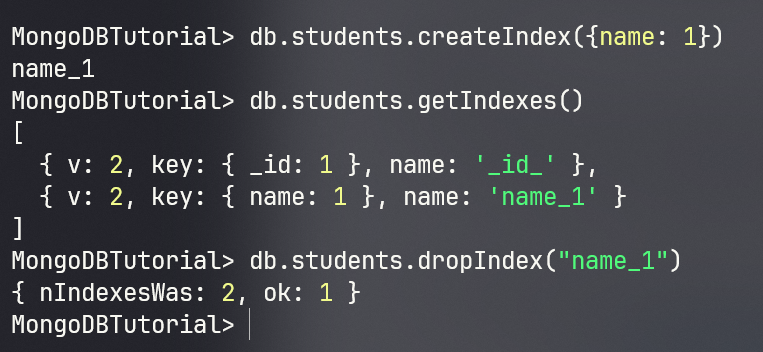 MongoDBTutorial> db.students.createIndex({name: 1})
name_1
MongoDBTutorial> db.students.getIndexes()
[
  { v: 2, key: { _id: 1 }, name: '_id_' },
  { v: 2, key: { name: 1 }, name: 'name_1' }
]
MongoDBTutorial> db.students.dropIndex("name_1")
{ nIndexesWas: 2, ok: 1 }
MongoDBTutorial>